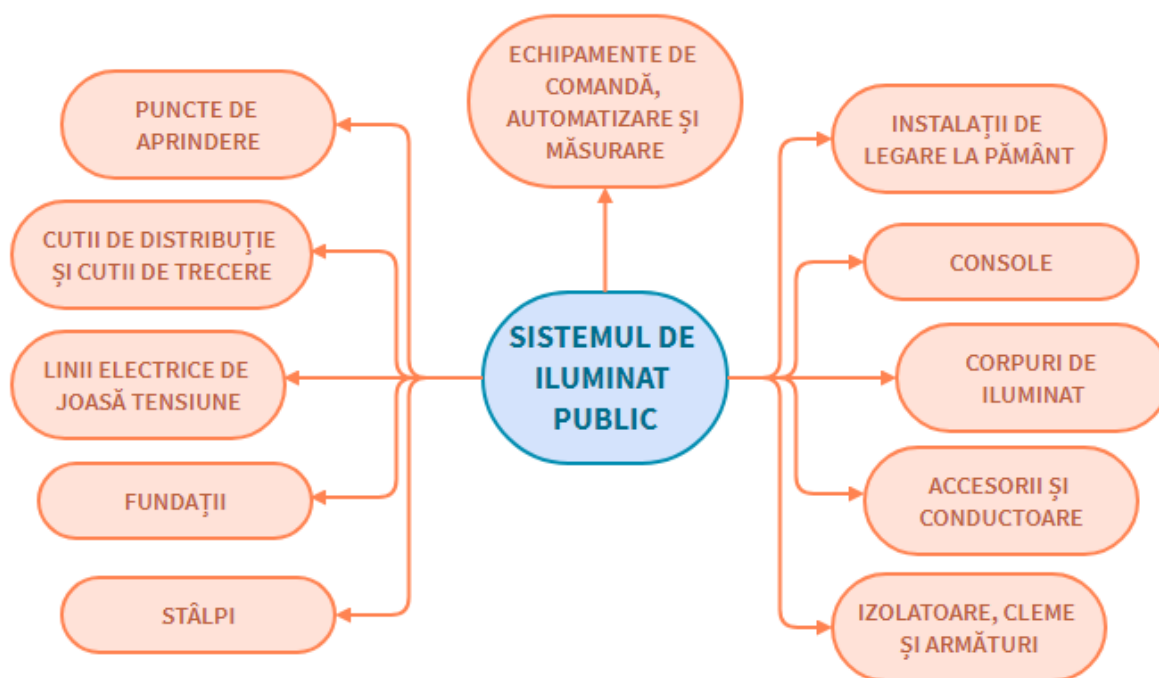 ECHIPAMENTE DE
COMANDĂ,
AUTOMATIZARE ȘI
MĂSURARE
PUNCTE DE
APRINDERE
CUTII DE DISTRIBUȚIE
ȘI CUTII DE TRECERE
LINII ELECTRICE DE
JOASĂ TENSIUNE
FUNDAȚII
STÂLPI
SISTEMUL DE
ILUMINAT
PUBLIC
INSTALAȚII DE
LEGARE LA PĂMÂNT
CONSOLE
CORPURI DE
ILUMINAT
ACCESORII ȘI
CONDUCTOARE
IZOLATOARE, CLEME
ȘI ARMĂTURI